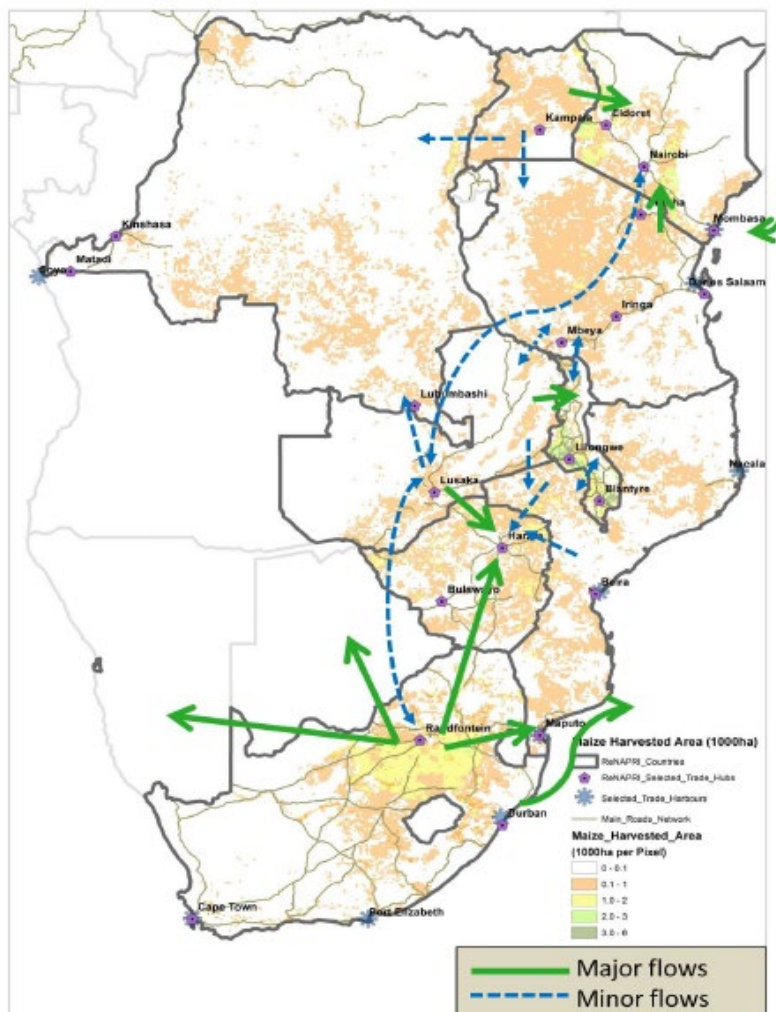 Kampala
Eldoret
Nairobi
Mombasa
Kinshasa
Matadi
Soyo
Dar es Salaam
Iringa
Mbeya
Lubumbashi
Lilongwe
Nacala
Lusaka
Blantyre
Bulawayo
Beira
Randfontein
Maputo
Maize Harvested Area (1000ha)
ReNAPRI_Countries
ReNAPRI_Selected_Trade_Hubs
Selected_Trade_Harbours
Durban
Main_Roads_Network
Maize_Harvested_Area
(1000ha per Pixel)
0 - 0.1
0.1 - 1
1.0 - 2
2.0 - 3
3.0 - 6
Cape Town
Port Elizabeth
Major flows
Minor flows